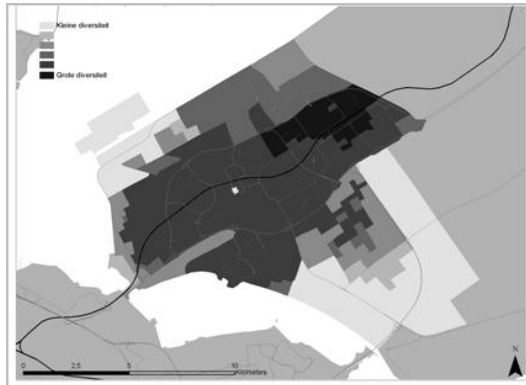 Kleine diversiteit
Grote diversiteit
N
0 2,5 5 10
Kilometers